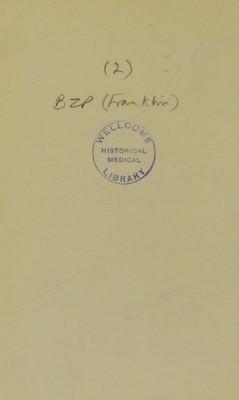 (2)
BZP (Franklin)
WELLCOME
HISTORICAL
MEDICAL
LIBRARY